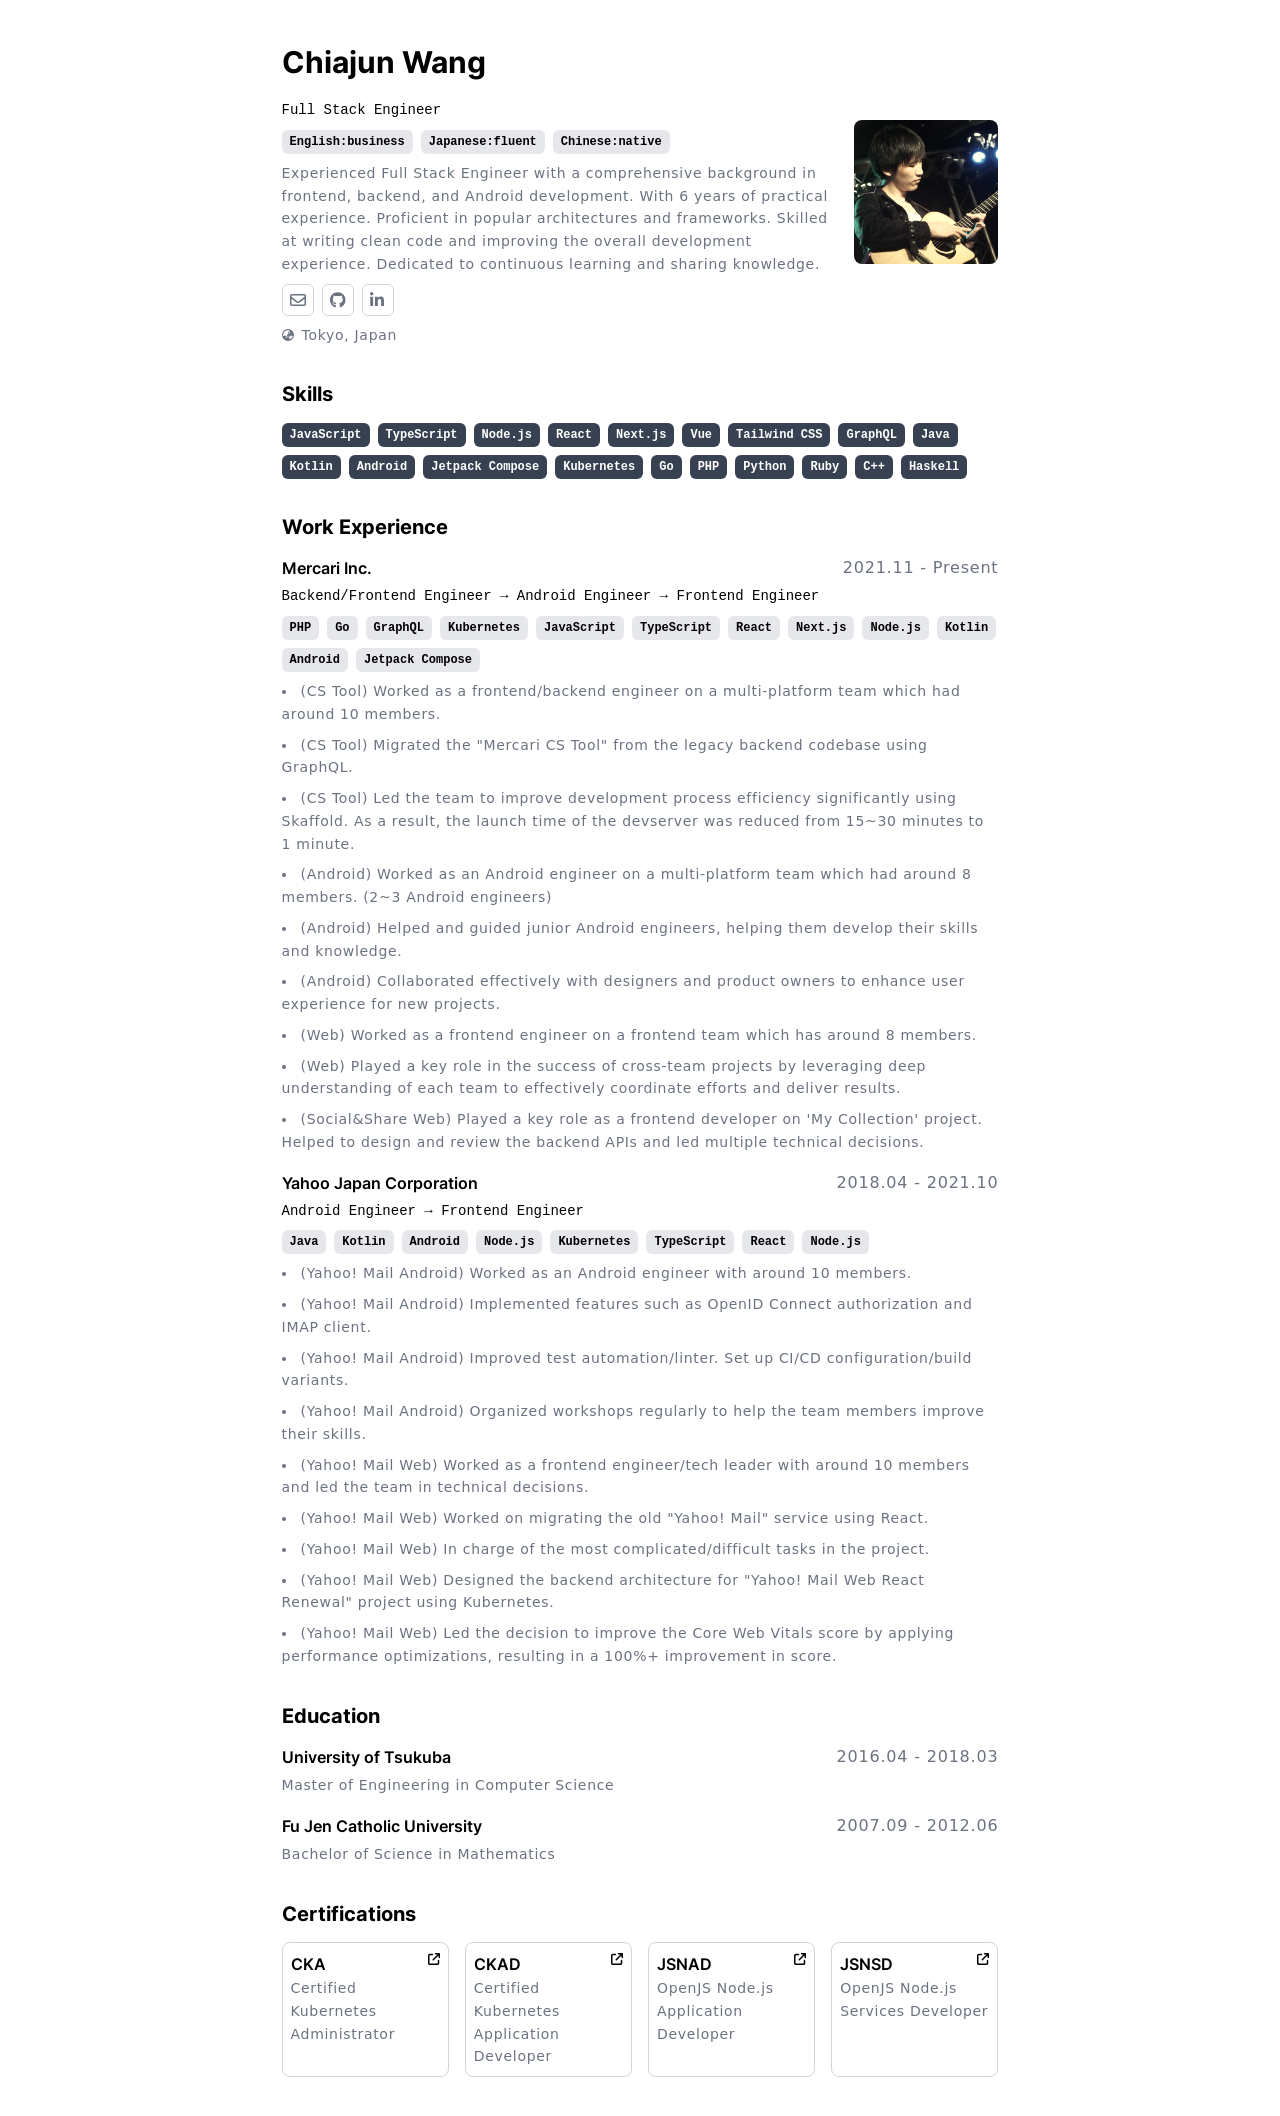 Chiajun Wang
Full Stack Engineer
English:business Japanese:fluent Chinese:native
Experienced Full Stack Engineer with a comprehensive background in
frontend, backend, and Android development. With 6 years of practical
experience. Proficient in popular architectures and frameworks. Skilled
at writing clean code and improving the overall development
experience. Dedicated to continuous learning and sharing knowledge.
Tokyo, Japan
Skills
JavaScript TypeScript Node.js React Next.js Vue Tailwind CSS GraphQL Java
Kotlin Android Jetpack Compose Kubernetes Go PHP Python Ruby C++ Haskell
Work Experience
Mercari Inc. 2021.11 - Present
Backend/Frontend Engineer → Android Engineer → Frontend Engineer
PHP Go GraphQL Kubernetes JavaScript TypeScript React Next.js Node.js Kotlin
Android Jetpack Compose
• (CS Tool) Worked as a frontend/backend engineer on a multi-platform team which had
around 10 members.
• (CS Tool) Migrated the "Mercari CS Tool" from the legacy backend codebase using
GraphQL.
• (CS Tool) Led the team to improve development process efficiency significantly using
Skaffold. As a result, the launch time of the devserver was reduced from 15~30 minutes to
1 minute.
• (Android) Worked as an Android engineer on a multi-platform team which had around 8
members. (2~3 Android engineers)
• (Android) Helped and guided junior Android engineers, helping them develop their skills
and knowledge.
• (Android) Collaborated effectively with designers and product owners to enhance user
experience for new projects.
• (Web) Worked as a frontend engineer on a frontend team which has around 8 members.
• (Web) Played a key role in the success of cross-team projects by leveraging deep
understanding of each team to effectively coordinate efforts and deliver results.
• (Social&Share Web) Played a key role as a frontend developer on 'My Collection' project.
Helped to design and review the backend APIs and led multiple technical decisions.
Yahoo Japan Corporation 2018.04 - 2021.10
Android Engineer → Frontend Engineer
Java Kotlin Android Node.js Kubernetes TypeScript React Node.js
• (Yahoo! Mail Android) Worked as an Android engineer with around 10 members.
• (Yahoo! Mail Android) Implemented features such as OpenID Connect authorization and
IMAP client.
• (Yahoo! Mail Android) Improved test automation/linter. Set up CI/CD configuration/build
variants.
• (Yahoo! Mail Android) Organized workshops regularly to help the team members improve
their skills.
• (Yahoo! Mail Web) Worked as a frontend engineer/tech leader with around 10 members
and led the team in technical decisions.
• (Yahoo! Mail Web) Worked on migrating the old "Yahoo! Mail" service using React.
• (Yahoo! Mail Web) In charge of the most complicated/difficult tasks in the project.
• (Yahoo! Mail Web) Designed the backend architecture for "Yahoo! Mail Web React
Renewal" project using Kubernetes.
• (Yahoo! Mail Web) Led the decision to improve the Core Web Vitals score by applying
performance optimizations, resulting in a 100%+ improvement in score.
Education
University of Tsukuba 2016.04 - 2018.03
Master of Engineering in Computer Science
Fu Jen Catholic University 2007.09 - 2012.06
Bachelor of Science in Mathematics
Certifications
CKA
Certified
Kubernetes
Administrator
CKAD
Certified
Kubernetes
Application
Developer
JSNAD
OpenJS Node.js
Application
Developer
JSNSD
OpenJS Node.js
Services Developer